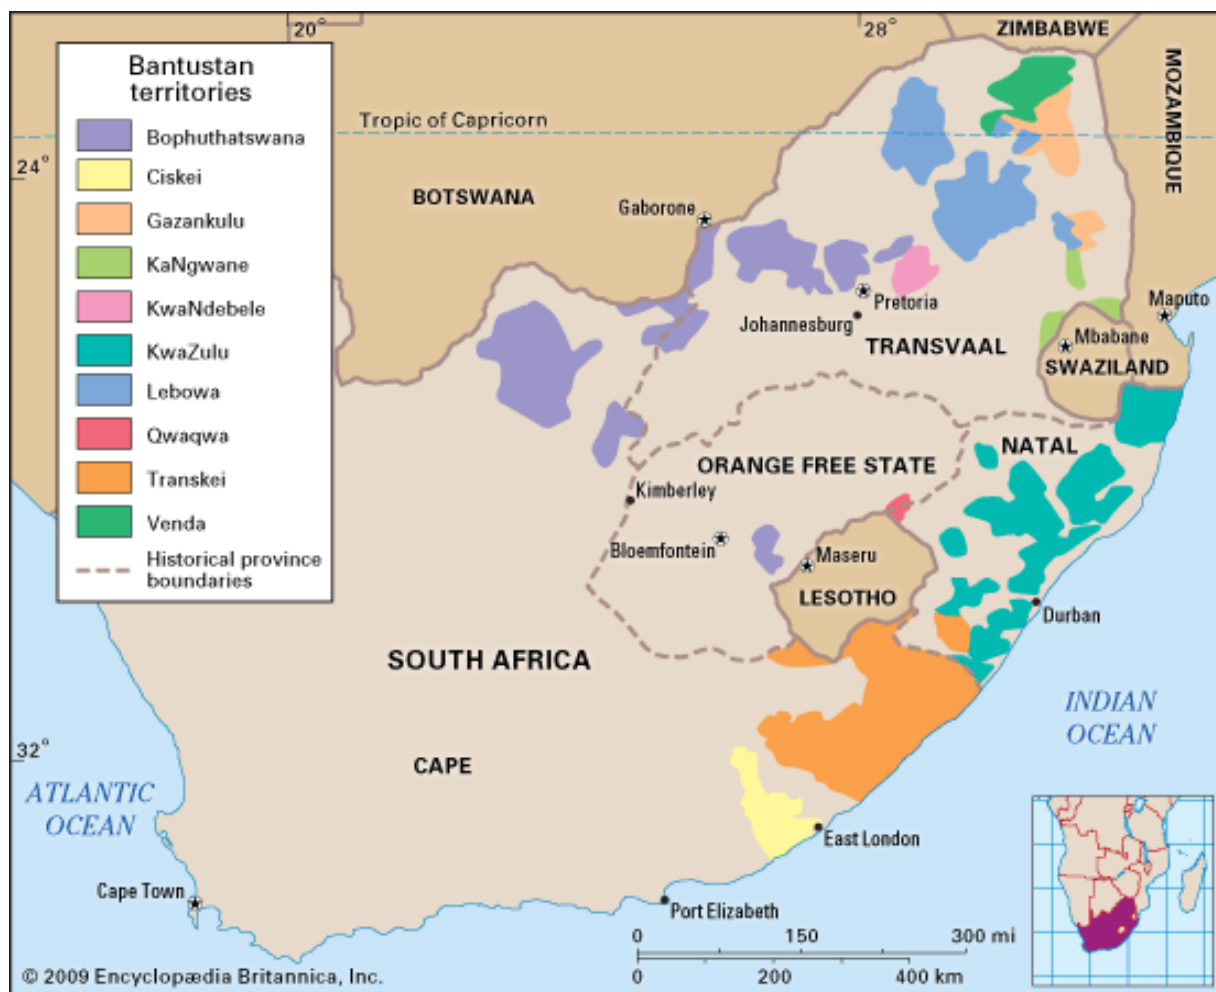 20°
28°
ZIMBABWE
MOZAMBIQUE
Bantustan
territories
Bophuthatswana
Ciskei
Gazankulu
KaNgwane
KwaNdebele
KwaZulu
Lebowa
Qwaqwa
Transkei
Venda
Historical province
boundaries
Tropic of Capricorn
24°
BOTSWANA
Gaborone
Pretoria
Johannesburg
TRANSVAAL
Maputo
Mbabane
SWAZILAND
NATAL
ORANGE FREE STATE
Kimberley
Bloemfontein
Maseru
LESOTHO
Durban
SOUTH AFRICA
INDIAN
OCEAN
32°
CAPE
ATLANTIC
OCEAN
East London
Cape Town
Port Elizabeth
0 150 300 mi
0 200 400 km
© 2009 Encyclopædia Britannica, Inc.